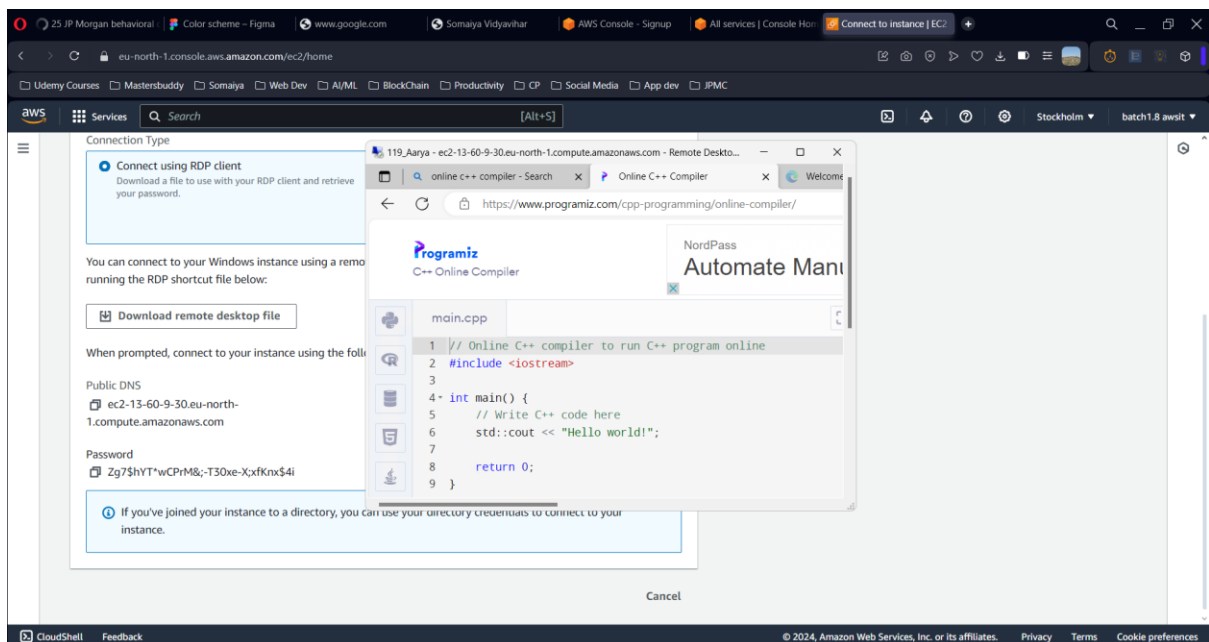 25 JP Morgan behavioral
Color scheme – Figma
www.google.com
Somaiya Vidyavihar
AWS Console - Signup
All services | Console Hom
Connect to instance | EC2
eu-north-1.console.aws.amazon.com/ec2/home
Udemy Courses
Mastersbuddy
Somaiya
Web Dev
AI/ML
BlockChain
Productivity
CP
Social Media
App dev
JPMC
aws
Services
Search
[Alt+S]
Stockholm
batch1.8 awsit
Connection Type
Connect using RDP client
Download a file to use with your RDP client and retrieve
your password.
You can connect to your Windows instance using a remo
running the RDP shortcut file below:
Download remote desktop file
When prompted, connect to your instance using the follo
Public DNS
ec2-13-60-9-30.eu-north-
1.compute.amazonaws.com
Password
Zg7$hYT*wCPrM&;-T30xe-X;xfKnx$4i
If you've joined your instance to a directory, you can use your directory credentials to connect to your
instance.
Cancel
119_Aarya - ec2-13-60-9-30.eu-north-1.compute.amazonaws.com - Remote Deskto...
online c++ compiler - Search
Online C++ Compiler
Welcome
https://www.programiz.com/cpp-programming/online-compiler/
Programiz
C++ Online Compiler
NordPass
Automate Manu
main.cpp
1 // Online C++ compiler to run C++ program online
2 #include <iostream>
3
4 int main() {
5 // Write C++ code here
6 std::cout << "Hello world!";
7
8 return 0;
9 }
CloudShell
Feedback
© 2024, Amazon Web Services, Inc. or its affiliates.
Privacy
Terms
Cookie preferences